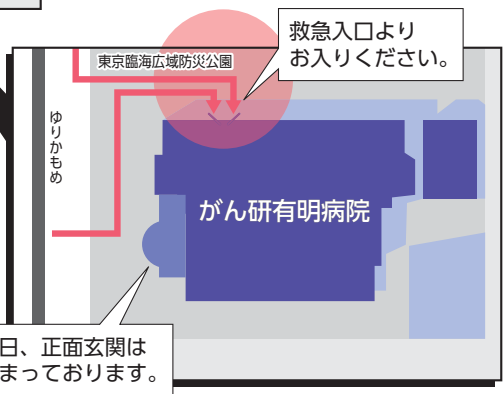 救急入口より
お入りください。
東京臨海広域防災公園
ゆりかもめ
がん研有明病院
日、正面玄関は
まっております。